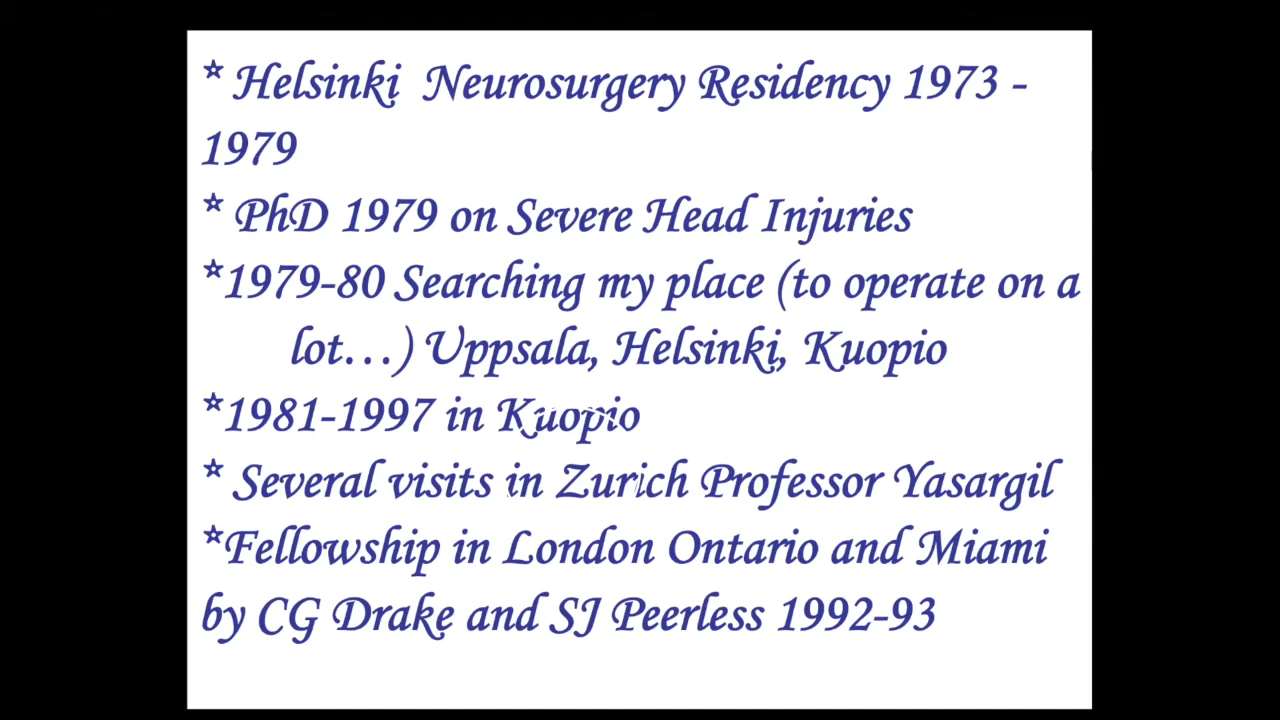 * Helsinki Neurosurgery Residency 1973 -
1979
* PhD 1979 on Severe Head Injuries
*1979-80 Searching my place (to operate on a
lot...) Uppsala, Helsinki, Kuopio
*1981-1997 in Kuopio
* Several visits in Zurich Professor Yasargil
*Fellowship in London Ontario and Miami
by CG Drake and SJ Peerless 1992-93